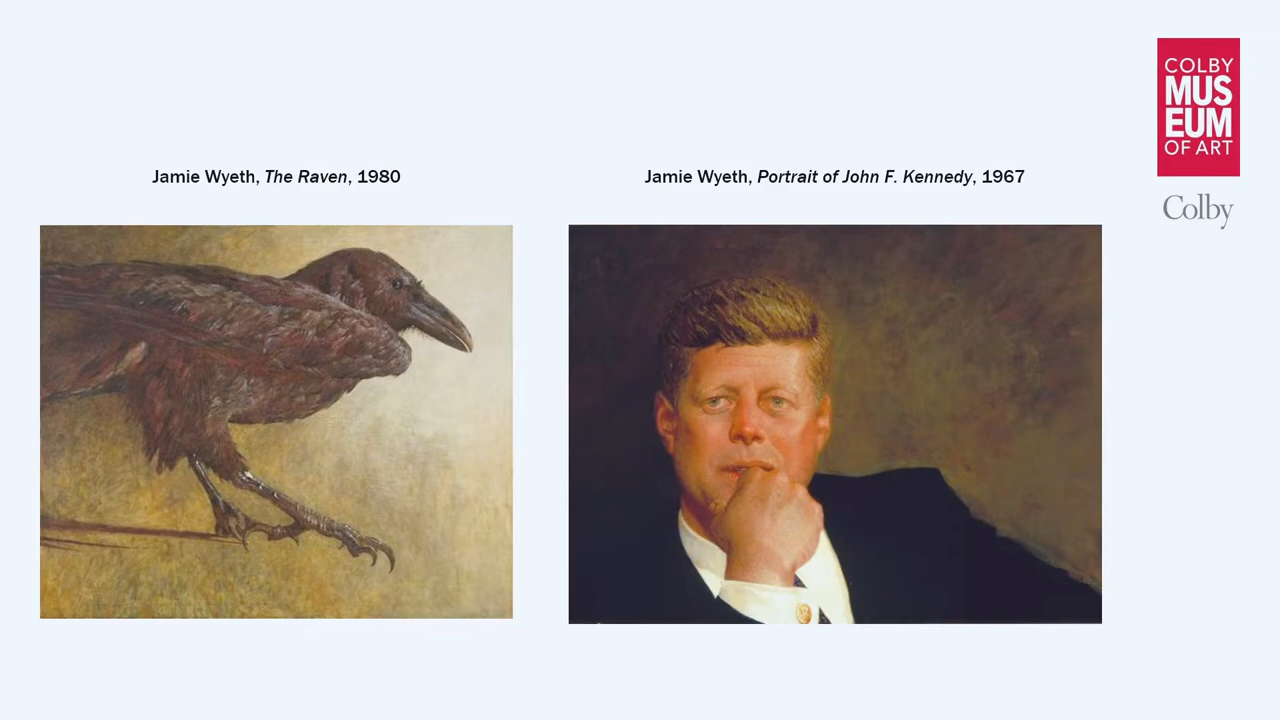 Jamie Wyeth, The Raven, 1980
Jamie Wyeth, Portrait of John F. Kennedy, 1967
COLBY
MUS
EUM
OF ART
Colby